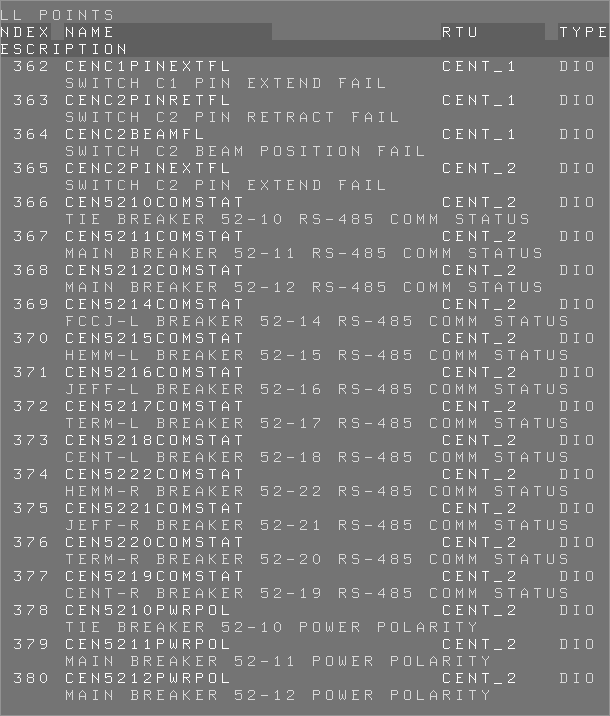 LL POINTS
NDEX NAME RTU TYPE
ESCRIPTION
362 CENC1PINEXTFL CENT_1 DIO
SWITCH C1 PIN EXTEND FAIL
363 CENC2PINRETFL CENT_1 DIO
SWITCH C2 PIN RETRACT FAIL
364 CENC2BEAMFL CENT_1 DIO
SWITCH C2 BEAM POSITION FAIL
365 CENC2PINEXTFL CENT_2 DIO
SWITCH C2 PIN EXTEND FAIL
366 CEN5210COMSTAT CENT_2 DIO
TIE BREAKER 52-10 RS-485 COMM STATUS
367 CEN5211COMSTAT CENT_2 DIO
MAIN BREAKER 52-11 RS-485 COMM STATUS
368 CEN5212COMSTAT CENT_2 DIO
MAIN BREAKER 52-12 RS-485 COMM STATUS
369 CEN5214COMSTAT CENT_2 DIO
FCCJ-L BREAKER 52-14 RS-485 COMM STATUS
370 CEN5215COMSTAT CENT_2 DIO
HEMM-L BREAKER 52-15 RS-485 COMM STATUS
371 CEN5216COMSTAT CENT_2 DIO
JEFF-L BREAKER 52-16 RS-485 COMM STATUS
372 CEN5217COMSTAT CENT_2 DIO
TERM-L BREAKER 52-17 RS-485 COMM STATUS
373 CEN5218COMSTAT CENT_2 DIO
CENT-L BREAKER 52-18 RS-485 COMM STATUS
374 CEN5222COMSTAT CENT_2 DIO
HEMM-R BREAKER 52-22 RS-485 COMM STATUS
375 CEN5221COMSTAT CENT_2 DIO
JEFF-R BREAKER 52-21 RS-485 COMM STATUS
376 CEN5220COMSTAT CENT_2 DIO
TERM-R BREAKER 52-20 RS-485 COMM STATUS
377 CEN5219COMSTAT CENT_2 DIO
CENT-R BREAKER 52-19 RS-485 COMM STATUS
378 CEN5210PWRPOL CENT_2 DIO
TIE BREAKER 52-10 POWER POLARITY
379 CEN5211PWRPOL CENT_2 DIO
MAIN BREAKER 52-11 POWER POLARITY
380 CEN5212PWRPOL CENT_2 DIO
MAIN BREAKER 52-12 POWER POLARITY